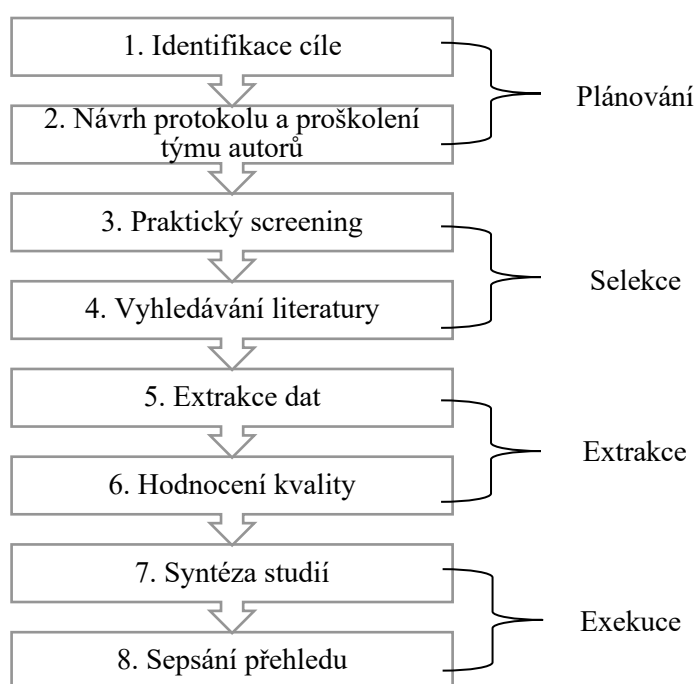 1. Identifikace cíle
2. Návrh protokolu a proškolení
týmu autorů
Plánování
3. Praktický screening
4. Vyhledávání literatury
Selekce
5. Extrakce dat
6. Hodnocení kvality
Extrakce
7. Syntéza studií
8. Sepsání přehledu
Exekuce